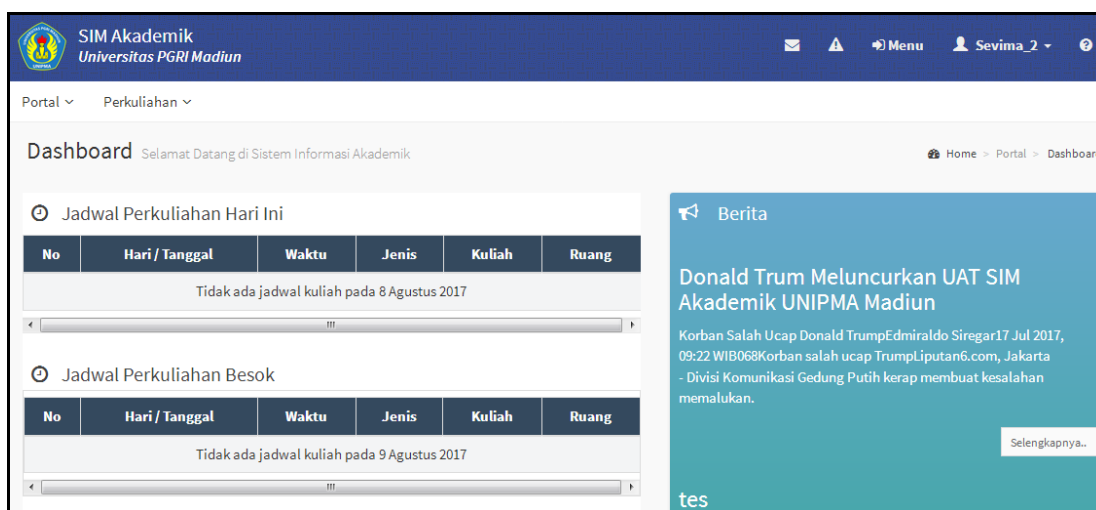 SIM Akademik
Universitas PGRI Madiun
Menu
Sevima_2
Portal
Perkuliahan
Dashboard Selamat Datang di Sistem Informasi Akademik
Home > Portal > Dashboar
Jadwal Perkuliahan Hari Ini
No Hari / Tanggal Waktu Jenis Kuliah Ruang
Tidak ada jadwal kuliah pada 8 Agustus 2017
Jadwal Perkuliahan Besok
No Hari / Tanggal Waktu Jenis Kuliah Ruang
Tidak ada jadwal kuliah pada 9 Agustus 2017
Berita
Donald Trum Meluncurkan UAT SIM
Akademik UNIPMA Madiun
Korban Salah Ucap Donald TrumpEdmiraldo Siregar17 Jul 2017,
09:22 WIB068Korban salah ucap TrumpLiputan6.com, Jakarta
- Divisi Komunikasi Gedung Putih kerap membuat kesalahan
memalukan.
Selengkapnya..
tes